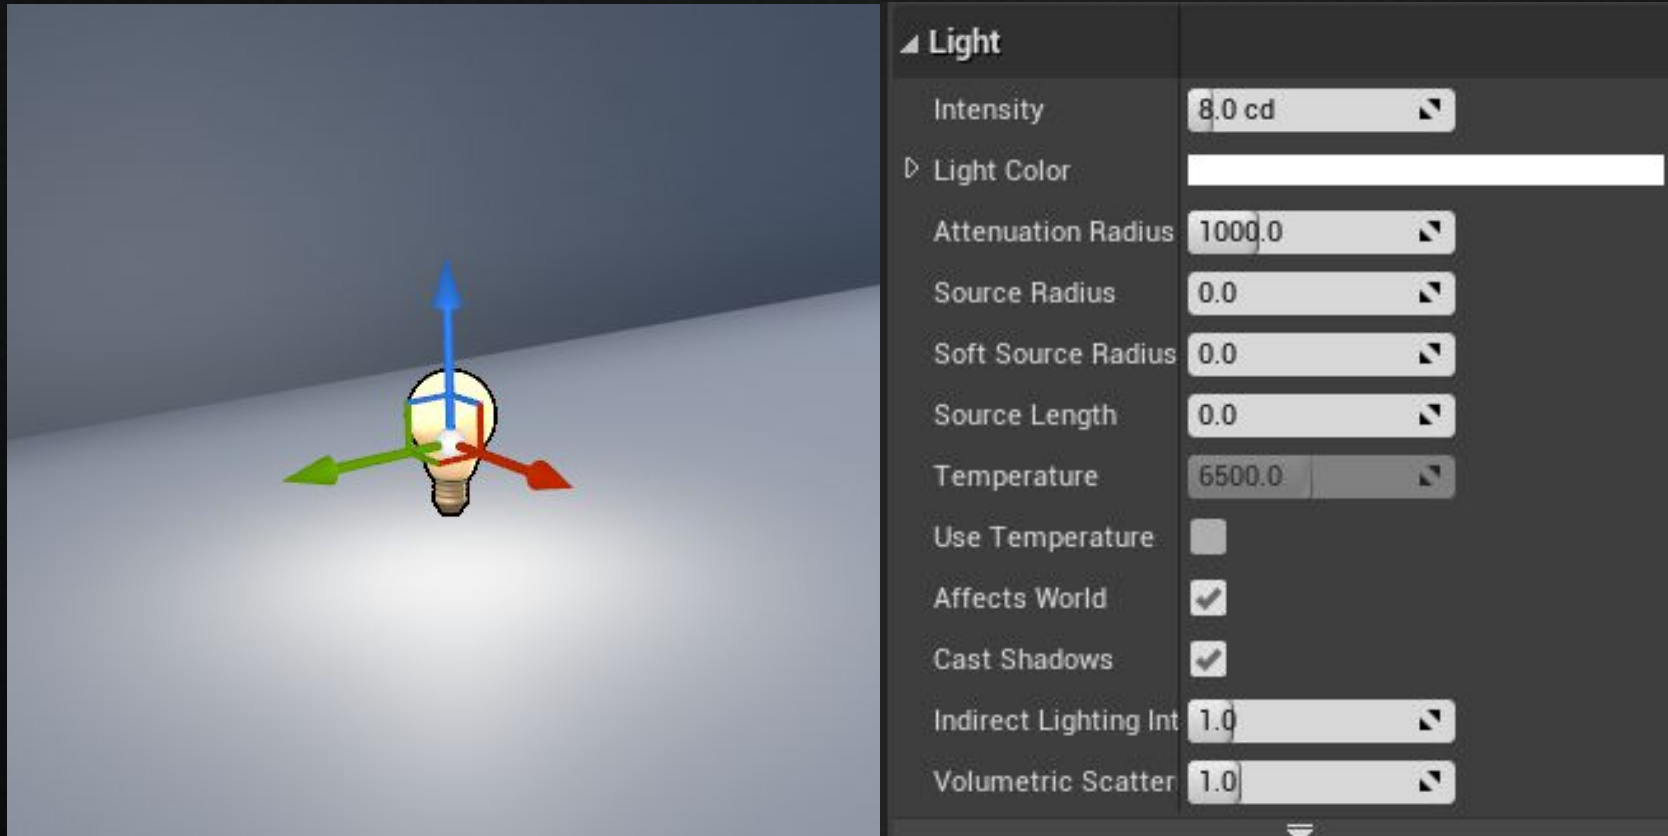 Light
Intensity 8.0 cd
Light Color
Attenuation Radius 1000.0
Source Radius 0.0
Soft Source Radius 0.0
Source Length 0.0
Temperature 6500.0
Use Temperature
Affects World
Cast Shadows
Indirect Lighting Int 1.0
Volumetric Scatter 1.0